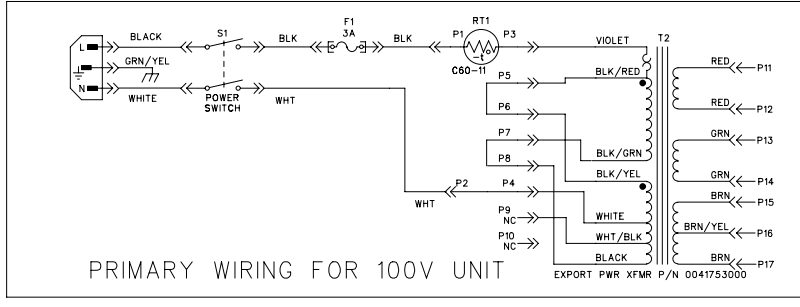 BLACK S1 BLK F1 3A BLK P1 RT1 P3 VIOLET T2
L
GRN/YEL -t C60-11 P5 BLK/RED RED P11
N WHITE POWER SWITCH WHT P6 RED P12
P7 GRN P13
P8 BLK/GRN
BLK/YEL GRN P14
P2 P4 BRN P15
WHT P9 NC WHITE BRN/YEL P16
P10 NC WHT/BLK
BLACK BRN P17
PRIMARY WIRING FOR 100V UNIT EXPORT PWR XFMR P/N 0041753000